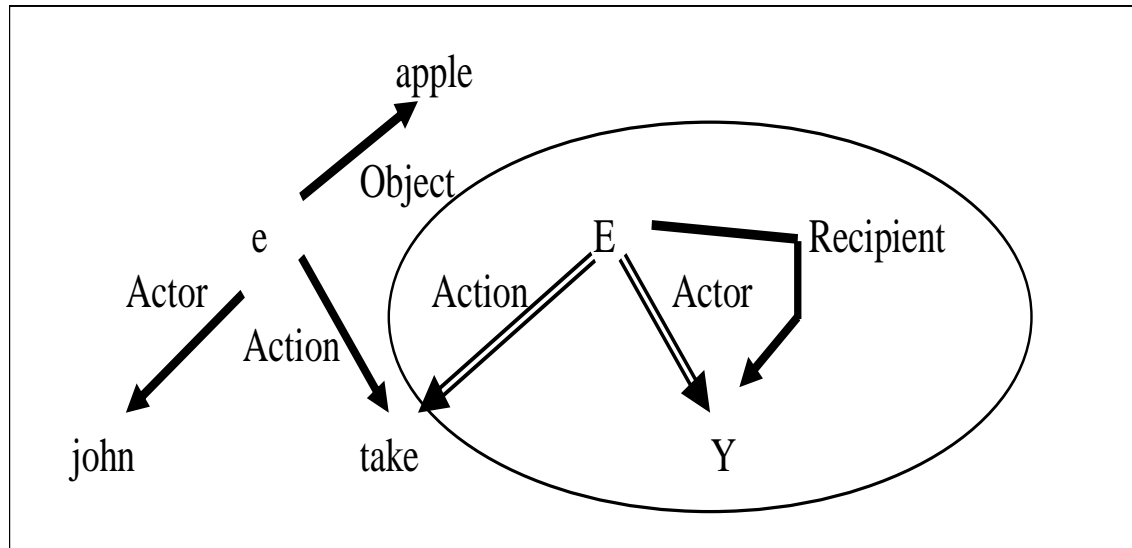 apple
Object
e
E
Recipient
Actor
Action
Actor
Action
john
take
Y